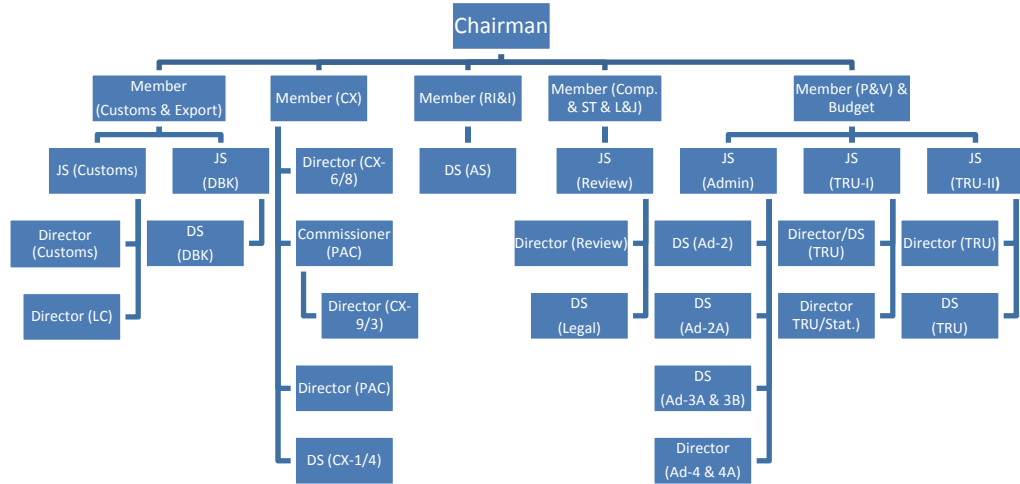 Chairman
Member
(Customs & Export)
Member (CX)
Member (RI&I)
Member (Comp.
& ST & L&J)
Member (P&V) &
Budget
JS (Customs)
JS
(DBK)
Director (CX-
6/8)
DS (AS)
JS
(Review)
JS
(Admin)
JS
(TRU-I)
JS
(TRU-II)
Director
(Customs)
DS
(DBK)
Commissioner
(PAC)
Director (Review)
DS (Ad-2)
Director/DS
(TRU)
Director (TRU)
Director (LC)
Director (CX-
9/3)
DS
(Legal)
DS
(Ad-2A)
Director
TRU/Stat.)
DS
(TRU)
Director (PAC)
DS
(Ad-3A & 3B)
DS (CX-1/4)
Director
(Ad-4 & 4A)